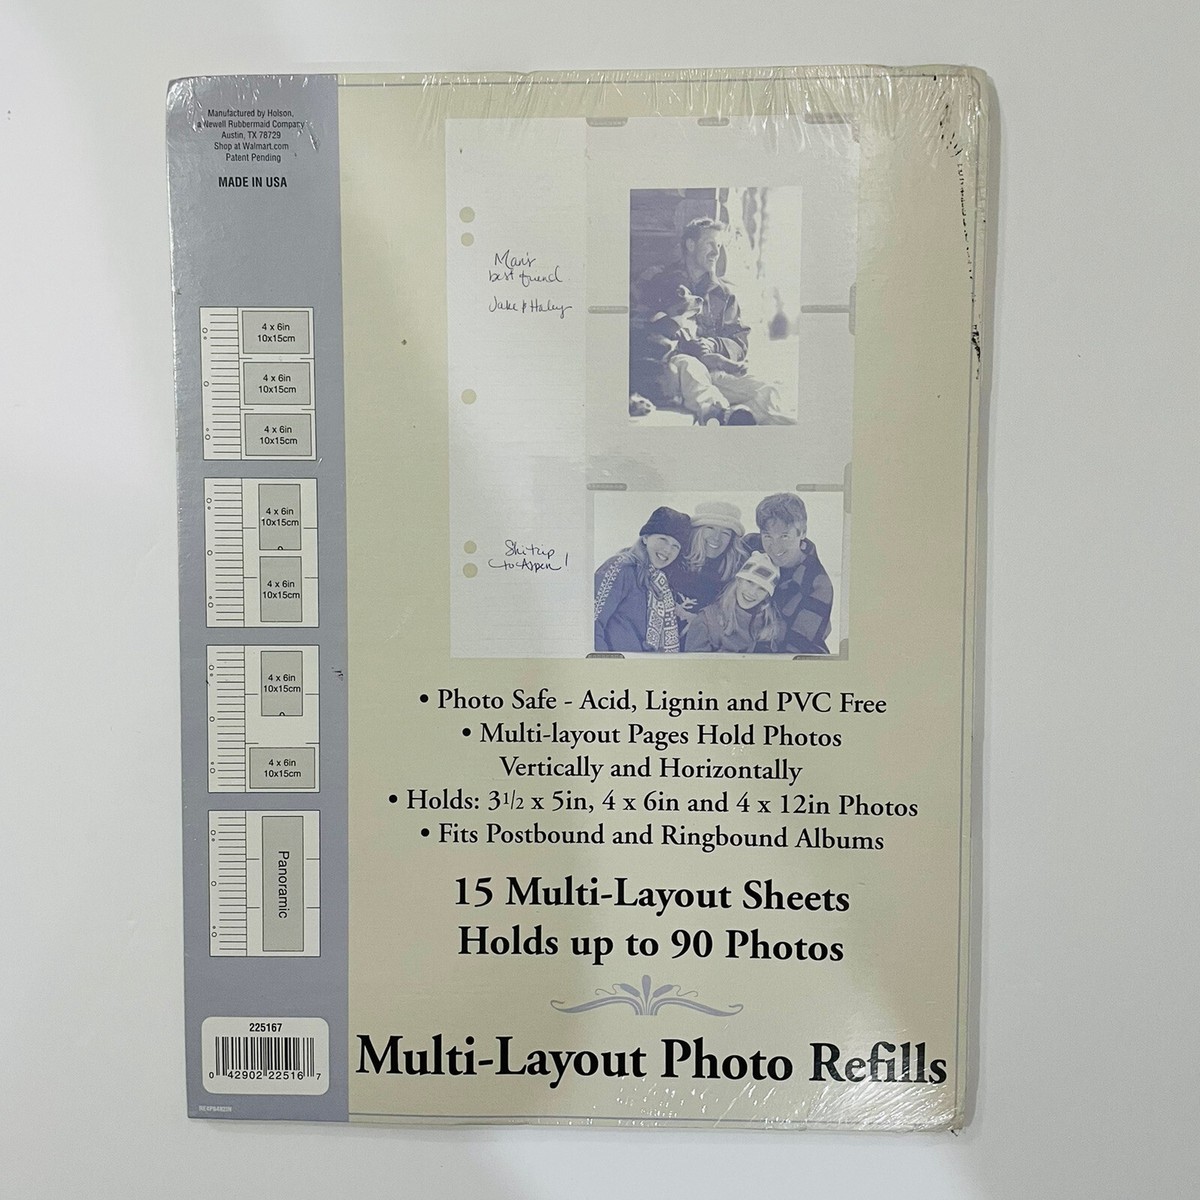 Manufactured by Holson,
a Newell Rubbermaid Company
Austin, TX 78729
Shop at Walmart.com
Patent Pending
MADE IN USA
4 x 6in
10x15cm
4 x 6in
10x15cm
4 x 6in
10x15cm
4 x 6in
10x15cm
4 x 6in
10x15cm
4 x 6in
10x15cm
4 x 6in
10x15cm
Panoramic
225167
0 42902 22516 7
Man's
best friend
Jake & Haley
Ski trip
to Aspen!
• Photo Safe - Acid, Lignin and PVC Free
• Multi-layout Pages Hold Photos
Vertically and Horizontally
• Holds: 3 1/2 x 5in, 4 x 6in and 4 x 12in Photos
• Fits Postbound and Ringbound Albums
15 Multi-Layout Sheets
Holds up to 90 Photos
Multi-Layout Photo Refills